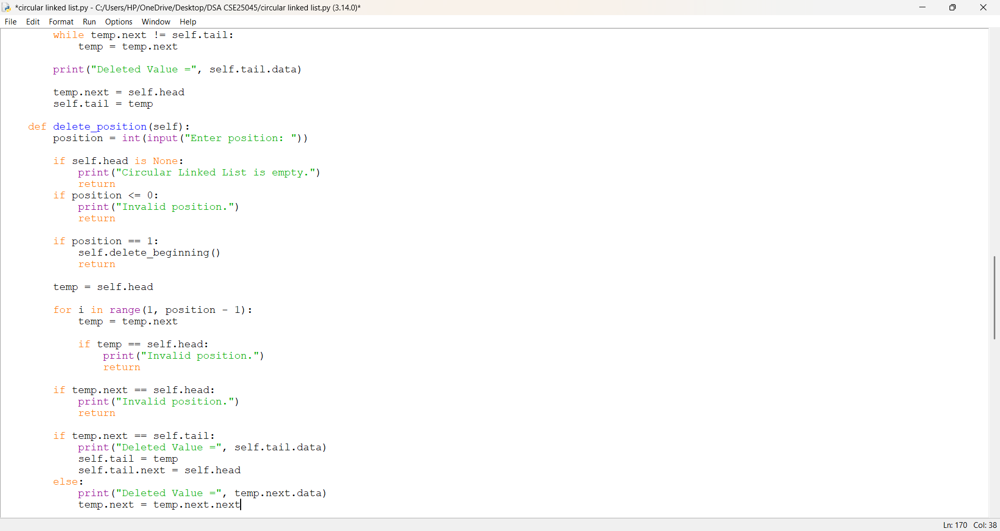 *circular linked list.py - C:/Users/HP/OneDrive/Desktop/DSA CSE25045/circular linked list.py (3.14.0)*
File Edit Format Run Options Window Help
        while temp.next != self.tail:
            temp = temp.next

        print("Deleted Value =", self.tail.data)

        temp.next = self.head
        self.tail = temp

    def delete_position(self):
        position = int(input("Enter position: "))

        if self.head is None:
            print("Circular Linked List is empty.")
            return
        if position <= 0:
            print("Invalid position.")
            return

        if position == 1:
            self.delete_beginning()
            return

        temp = self.head

        for i in range(1, position - 1):
            temp = temp.next

            if temp == self.head:
                print("Invalid position.")
                return

        if temp.next == self.head:
            print("Invalid position.")
            return

        if temp.next == self.tail:
            print("Deleted Value =", self.tail.data)
            self.tail = temp
            self.tail.next = self.head
        else:
            print("Deleted Value =", temp.next.data)
            temp.next = temp.next.next
Ln: 170 Col: 38